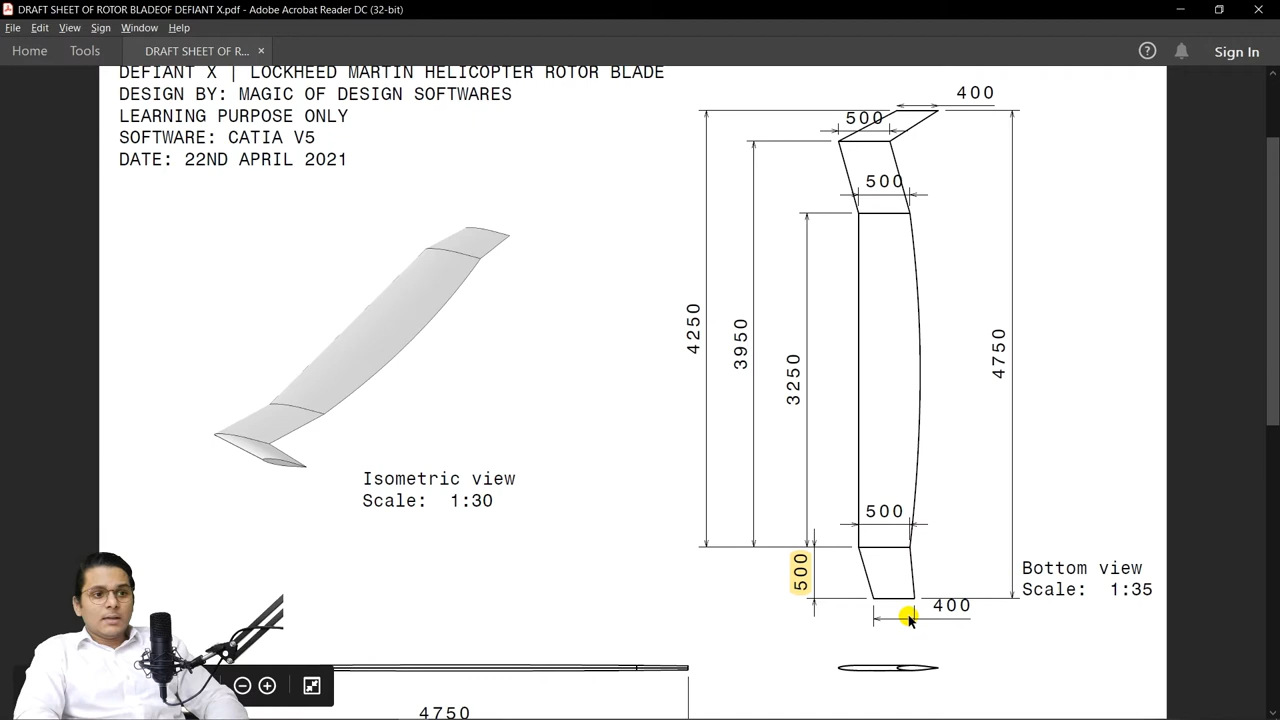 DRAFT SHEET OF ROTOR BLADEOF DEFIANT X.pdf - Adobe Acrobat Reader DC (32-bit)
File Edit View Sign Window Help
Home Tools DRAFT SHEET OF R... × Sign In
DEFIANT X | LOCKHEED MARTIN HELICOPTER ROTOR BLADE
DESIGN BY: MAGIC OF DESIGN SOFTWARES
LEARNING PURPOSE ONLY
SOFTWARE: CATIA V5
DATE: 22ND APRIL 2021
400
500
500
4250
3950
3250
4750
500
500
400
Isometric view
Scale: 1:30
Bottom view
Scale: 1:35
4750